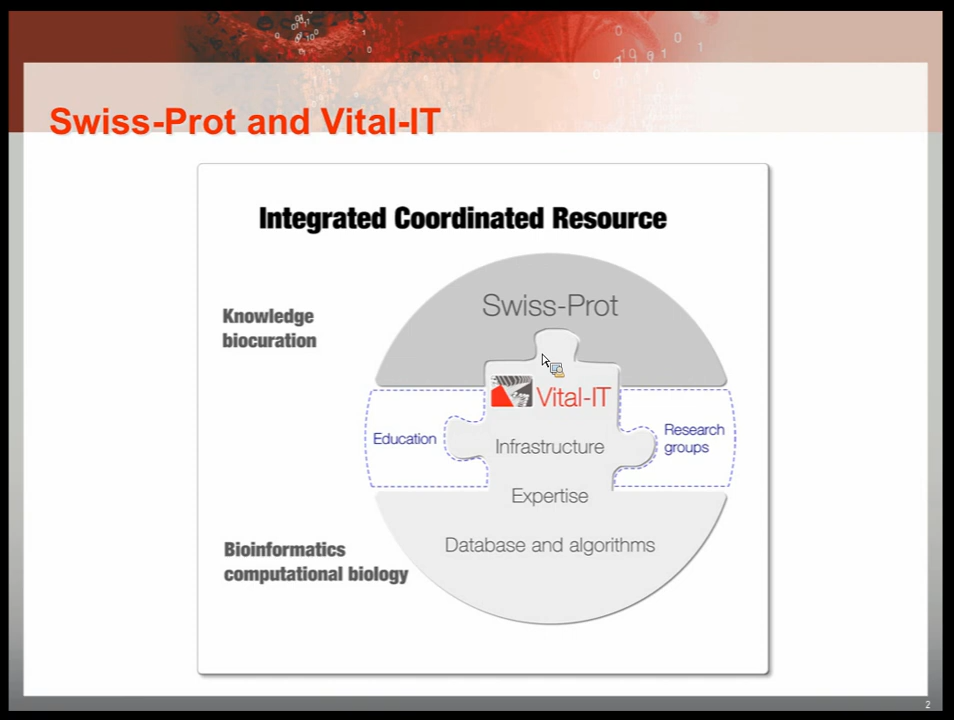 Swiss-Prot and Vital-IT
Integrated Coordinated Resource
Knowledge
biocuration
Swiss-Prot
Vital-IT
Education
Infrastructure
Research
groups
Expertise
Database and algorithms
Bioinformatics
computational biology
2